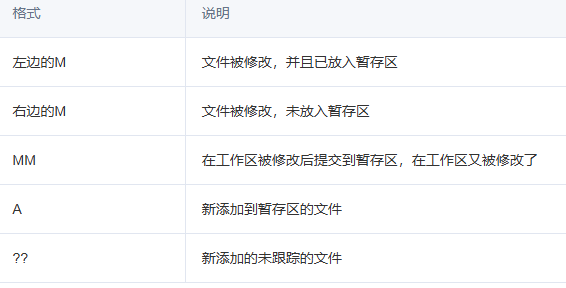 格式 说明
左边的M 文件被修改，并且已放入暂存区
右边的M 文件被修改，未放入暂存区
MM 在工作区被修改后提交到暂存区，在工作区又被修改了
A 新添加到暂存区的文件
?? 新添加的未跟踪的文件